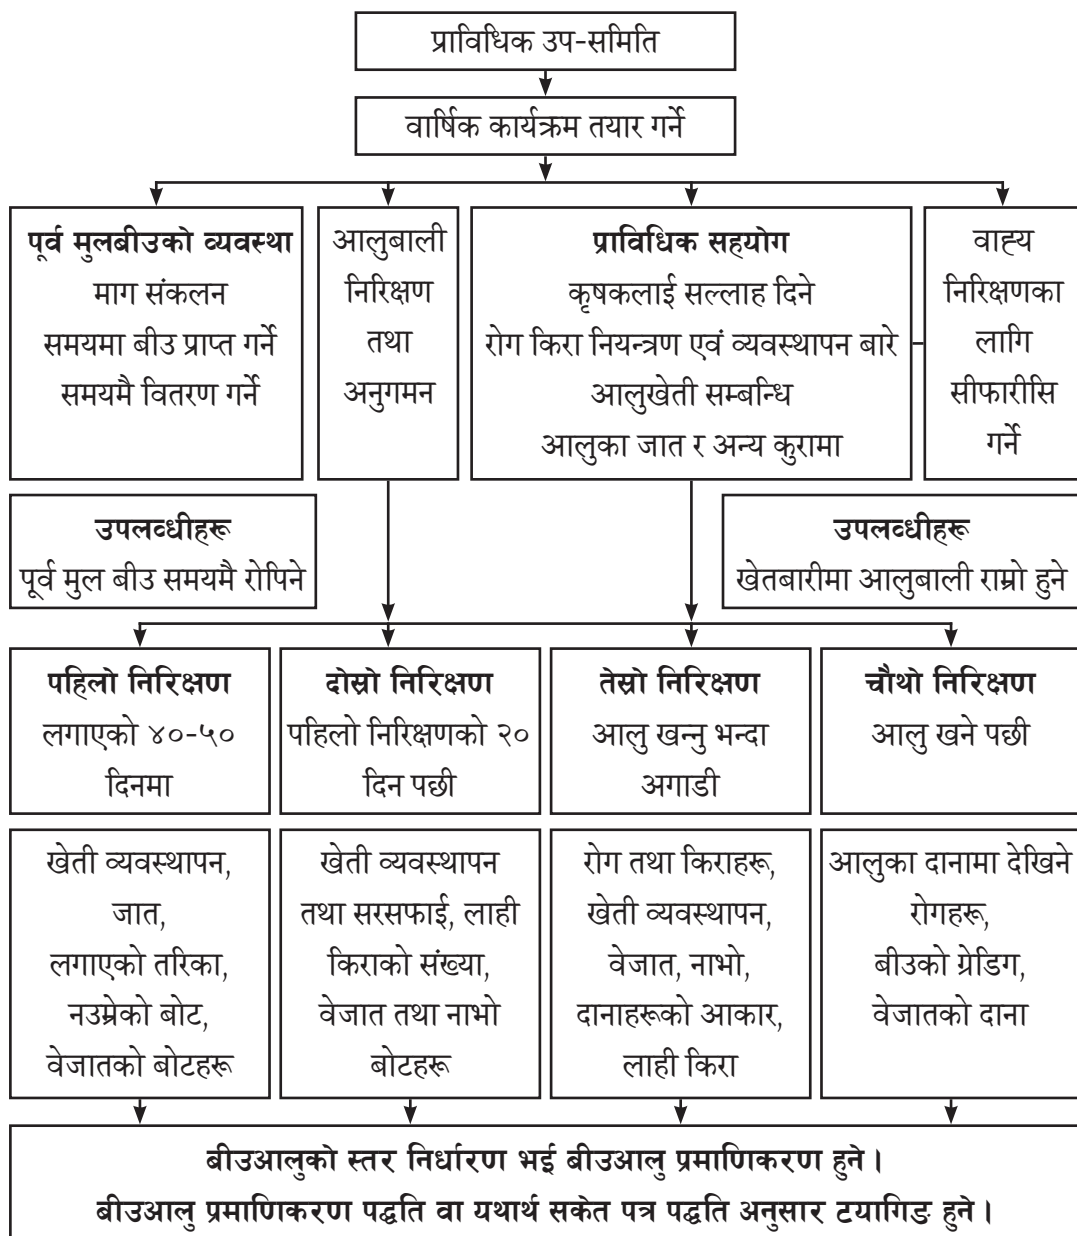 प्राविधिक उप-समिति
वार्षिक कार्यक्रम तयार गर्ने
पूर्व मुलबीउको व्यवस्था
माग संकलन
समयमा बीउ प्राप्त गर्ने
समयमै वितरण गर्ने
आलुबाली
निरिक्षण
तथा
अनुगमन
प्राविधिक सहयोग
कृषकलाई सल्लाह दिने
रोग किरा नियन्त्रण एवं व्यवस्थापन बारे
आलुखेती सम्बन्धि
आलुका जात र अन्य कुरामा
वाह्य
निरिक्षणका
लागि
सीफारीसि
गर्ने
उपलव्धीहरू
पूर्व मुल बीउ समयमै रोपिने
उपलव्धीहरू
खेतबारीमा आलुबाली राम्रो हुने
पहिलो निरिक्षण
लगाएको ४०-५०
दिनमा
दोस्रो निरिक्षण
पहिलो निरिक्षणको २०
दिन पछी
तेस्रो निरिक्षण
आलु खन्नु भन्दा
अगाडी
चौथो निरिक्षण
आलु खने पछी
खेती व्यवस्थापन,
जात,
लगाएको तरिका,
नउम्रेको बोट,
वेजातको बोटहरू
खेती व्यवस्थापन
तथा सरसफाई, लाही
किराको संख्या,
वेजात तथा नाभो
बोटहरू
रोग तथा किराहरू,
खेती व्यवस्थापन,
वेजात, नाभो,
दानाहरूको आकार,
लाही किरा
आलुका दानामा देखिने
रोगहरू,
बीउको ग्रेडिग,
वेजातको दाना
बीउआलुको स्तर निर्धारण भई बीउआलु प्रमाणिकरण हुने।
बीउआलु प्रमाणिकरण पद्धति वा यथार्थ सकेत पत्र पद्धति अनुसार टयागिङ हुने।